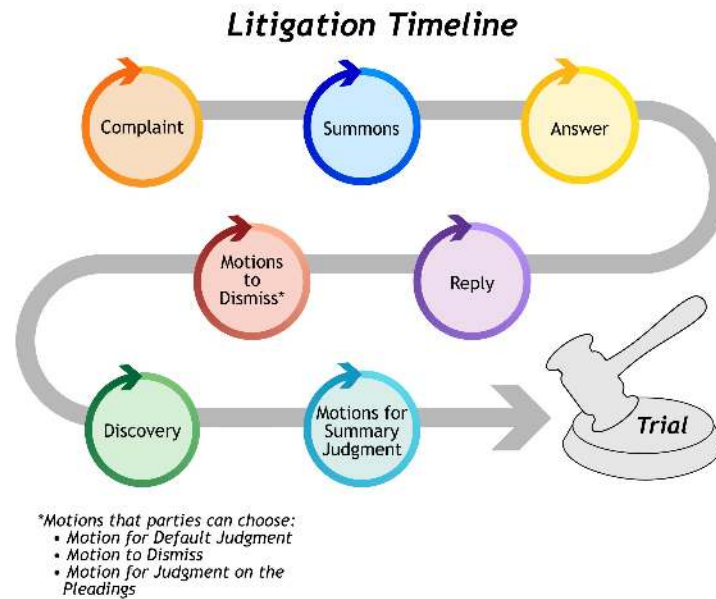 Litigation Timeline
Complaint
Summons
Answer
Reply
Motions
to
Dismiss*
Discovery
Motions for
Summary
Judgment
Trial
*Motions that parties can choose:
• Motion for Default Judgment
• Motion to Dismiss
• Motion for Judgment on the
Pleadings